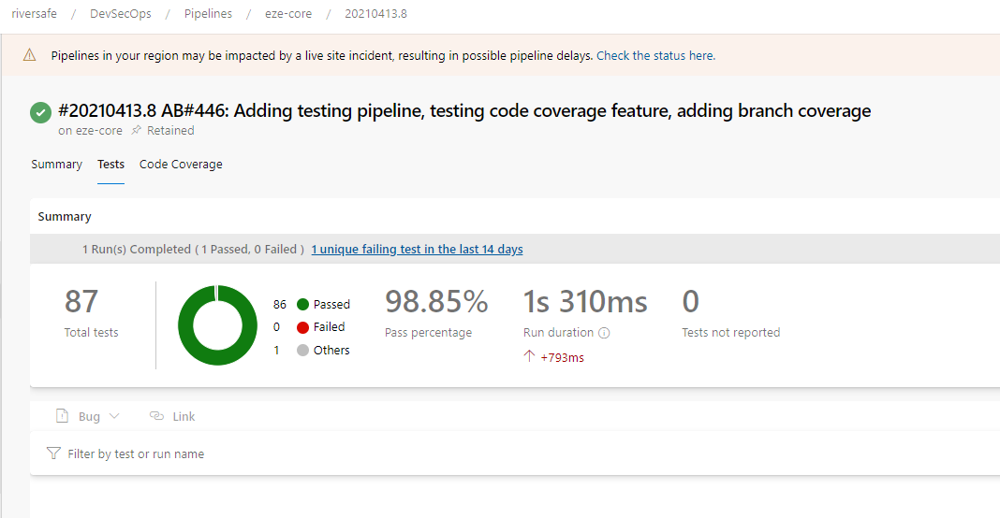 riversafe / DevSecOps / Pipelines / eze-core / 20210413.8
Pipelines in your region may be impacted by a live site incident, resulting in possible pipeline delays. Check the status here.
#20210413.8 AB#446: Adding testing pipeline, testing code coverage feature, adding branch coverage
on eze-core Retained
Summary Tests Code Coverage
Summary
1 Run(s) Completed ( 1 Passed, 0 Failed ) 1 unique failing test in the last 14 days
87
Total tests
86 Passed
0 Failed
1 Others
98.85%
Pass percentage
1s 310ms
Run duration
+793ms
0
Tests not reported
Bug Link
Filter by test or run name